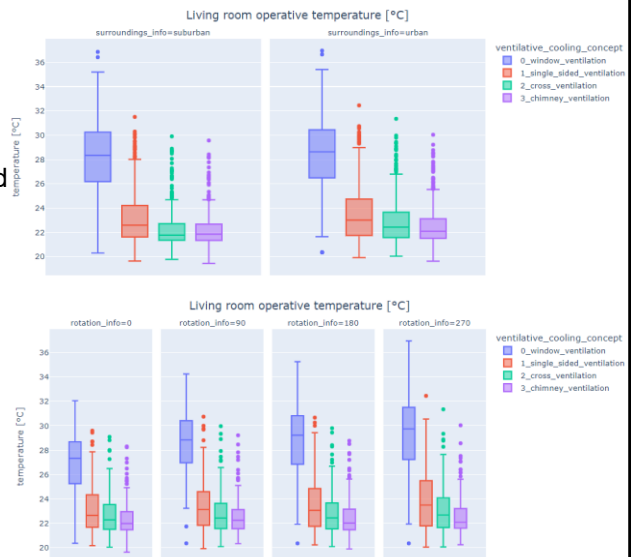 Living room operative temperature [°C]
surroundings_info=suburban
surroundings_info=urban
ventilative_cooling_concept
0_window_ventilation
1_single_sided_ventilation
2_cross_ventilation
3_chimney_ventilation
temperature [°C]
36
34
32
30
28
26
24
22
20
d
Living room operative temperature [°C]
rotation_info=0
rotation_info=90
rotation_info=180
rotation_info=270
ventilative_cooling_concept
0_window_ventilation
1_single_sided_ventilation
2_cross_ventilation
3_chimney_ventilation
temperature [°C]
36
34
32
30
28
26
24
22
20